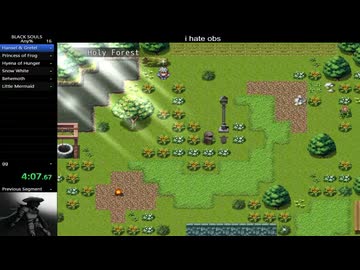 BLACK SOULS
Any% 16
i hate obs
Hansel & Gretel
Holy Forest
Princess of Frog
Hymn of Hunger
Snow White
Behemoth
Little Mermaid
gg
4:07.67
Previous Segment